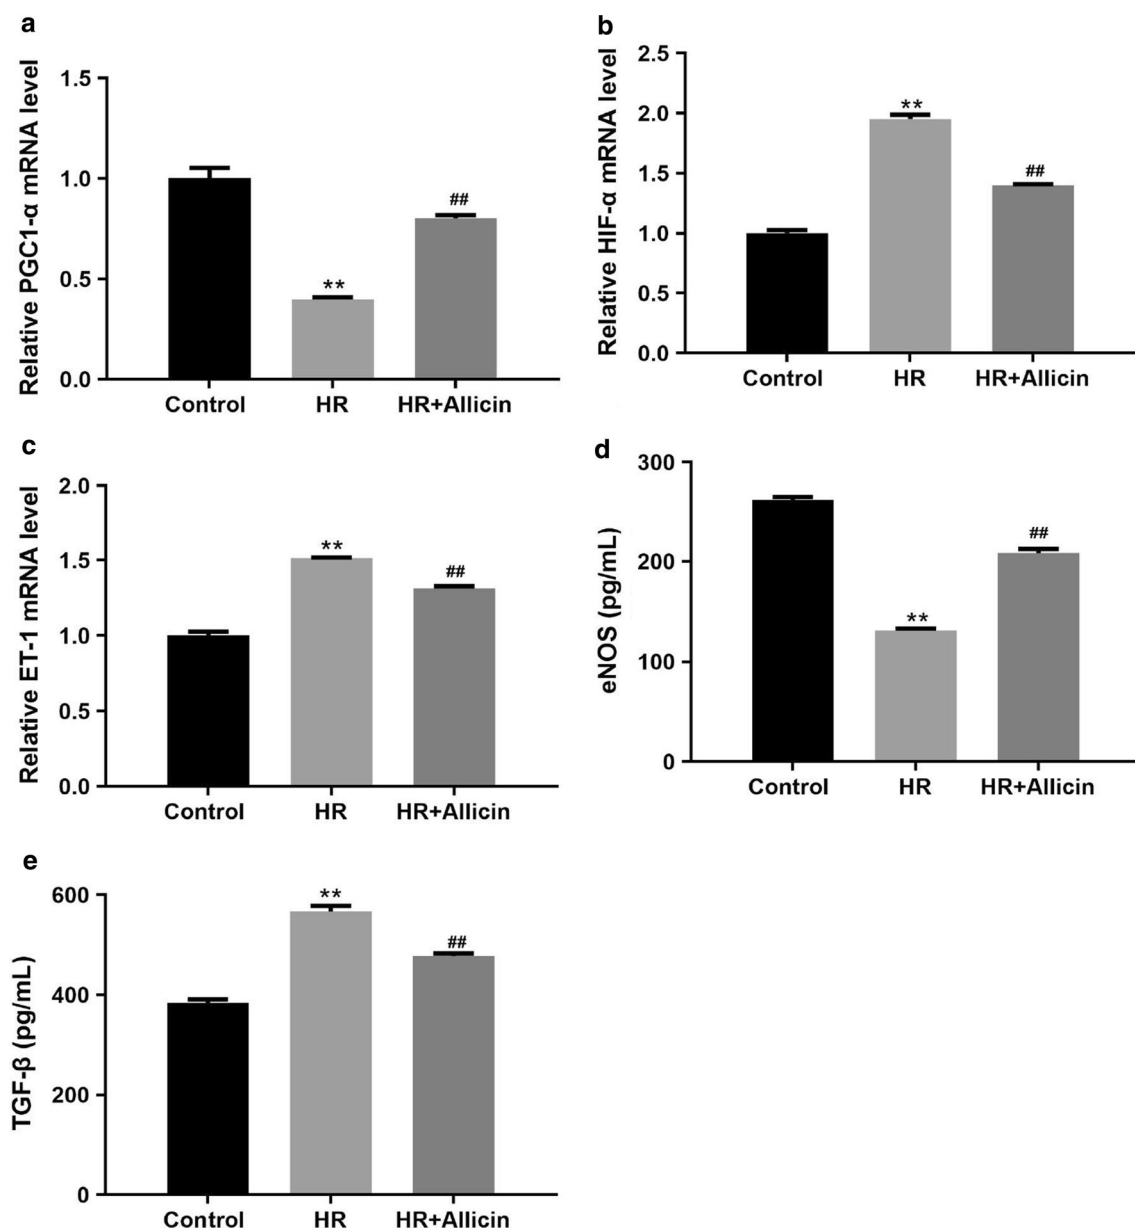 a
Relative PGC1-α mRNA level
1.5
1.0
0.5
0.0
##
**
Control HR HR+Allicin
b
Relative HIF-α mRNA level
2.5
2.0
1.5
1.0
0.5
0.0
**
##
Control HR HR+Allicin
c
Relative ET-1 mRNA level
2.0
1.5
1.0
0.5
0.0
**
##
Control HR HR+Allicin
d
eNOS (pg/mL)
300
200
100
0
##
**
Control HR HR+Allicin
e
TGF-β (pg/mL)
600
400
200
0
**
##
Control HR HR+Allicin